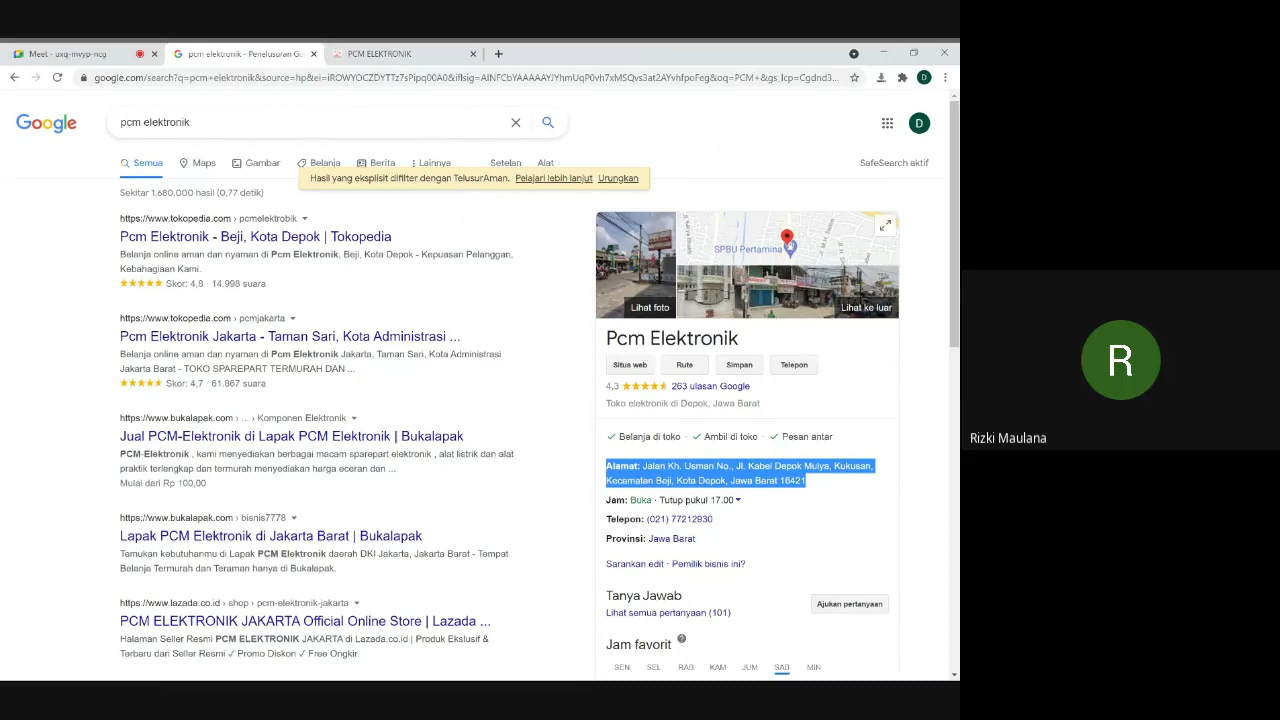 Meet - uxq-mvyp-ncg
pcm elektronik - Penelusuran Go
PCM ELEKTRONIK
google.com/search?q=pcm+elektronik&source=hp&ei=
Google
pcm elektronik
D
D
Semua
Maps
Gambar
Belanja
Berita
Lainnya
Setelan
Alat
SafeSearch aktif
Hasil yang eksplisit difilter dengan TelusurAman. Pelajari lebih lanjut Urungkan
Sekitar 1.680.000 hasil (0,77 detik)
https://www.tokopedia.com › pcmelektrobik
Pcm Elektronik - Beji, Kota Depok | Tokopedia
Belanja online aman dan nyaman di Pcm Elektronik, Beji, Kota Depok - Kepuasan Pelanggan,
Kebahagiaan Kami.
Skor: 4,8 · 14.998 suara
https://www.tokopedia.com › pcmjakarta
Pcm Elektronik Jakarta - Taman Sari, Kota Administrasi ...
Belanja online aman dan nyaman di Pcm Elektronik Jakarta, Taman Sari, Kota Administrasi
Jakarta Barat - TOKO SPAREPART TERMURAH DAN ...
Skor: 4,7 · 61.867 suara
https://www.bukalapak.com › ... › Komponen Elektronik
Jual PCM-Elektronik di Lapak PCM Elektronik | Bukalapak
PCM-Elektronik , kami menyediakan berbagai macam sparepart elektronik , alat listrik dan alat
praktik terlengkap dan termurah menyediakan harga eceran dan ...
Mulai dari Rp 100,00
https://www.bukalapak.com › bisnis7778
Lapak PCM Elektronik di Jakarta Barat | Bukalapak
Temukan kebutuhanmu di Lapak PCM Elektronik daerah DKI Jakarta, Jakarta Barat - Tempat
Belanja Termurah dan Teraman hanya di Bukalapak.
https://www.lazada.co.id › shop › pcm-elektronik-jakarta
PCM ELEKTRONIK JAKARTA Official Online Store | Lazada ...
Halaman Seller Resmi PCM ELEKTRONIK JAKARTA di Lazada.co.id | Produk Ekslusif &
Terbaru dari Seller Resmi √ Promo Diskon √ Free Ongkir.
SPBU Pertamina
Lihat foto
Lihat ke luar
Pcm Elektronik
Situs web
Rute
Simpan
Telepon
4,3 263 ulasan Google
Toko elektronik di Depok, Jawa Barat
Belanja di toko · Ambil di toko · Pesan antar
Alamat: Jalan Kh. Usman No., Jl. Kabel Depok Mulya, Kukusan,
Kecamatan Beji, Kota Depok, Jawa Barat 16421
Jam: Buka · Tutup pukul 17.00
Telepon: (021) 77212930
Provinsi: Jawa Barat
Sarankan edit · Pemilik bisnis ini?
Tanya Jawab
Lihat semua pertanyaan (101)
Ajukan pertanyaan
Jam favorit
SEN SEL RAB KAM JUM SAB MIN
R
Rizki Maulana